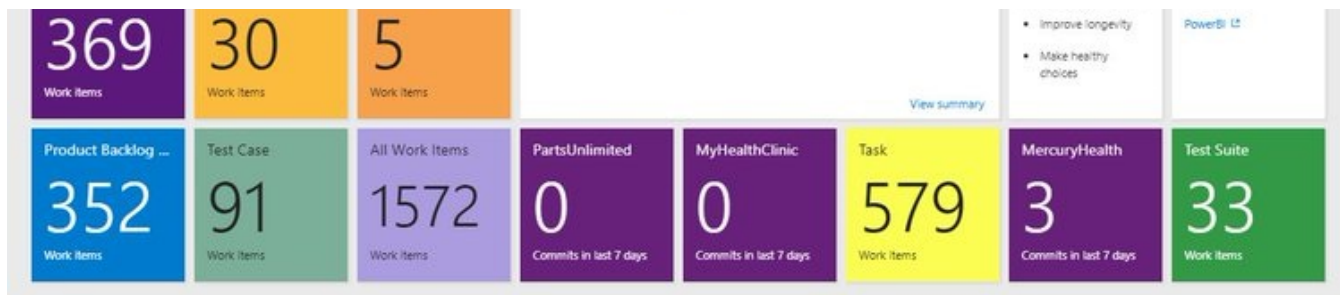 369
Work items
30
Work items
5
Work items
View summary
• Improve longevity
• Make healthy
choices
PowerBI
Product Backlog ...
352
Work items
Test Case
91
Work items
All Work Items
1572
Work items
PartsUnlimited
0
Commits in last 7 days
MyHealthClinic
0
Commits in last 7 days
Task
579
Work items
MercuryHealth
3
Commits in last 7 days
Test Suite
33
Work items